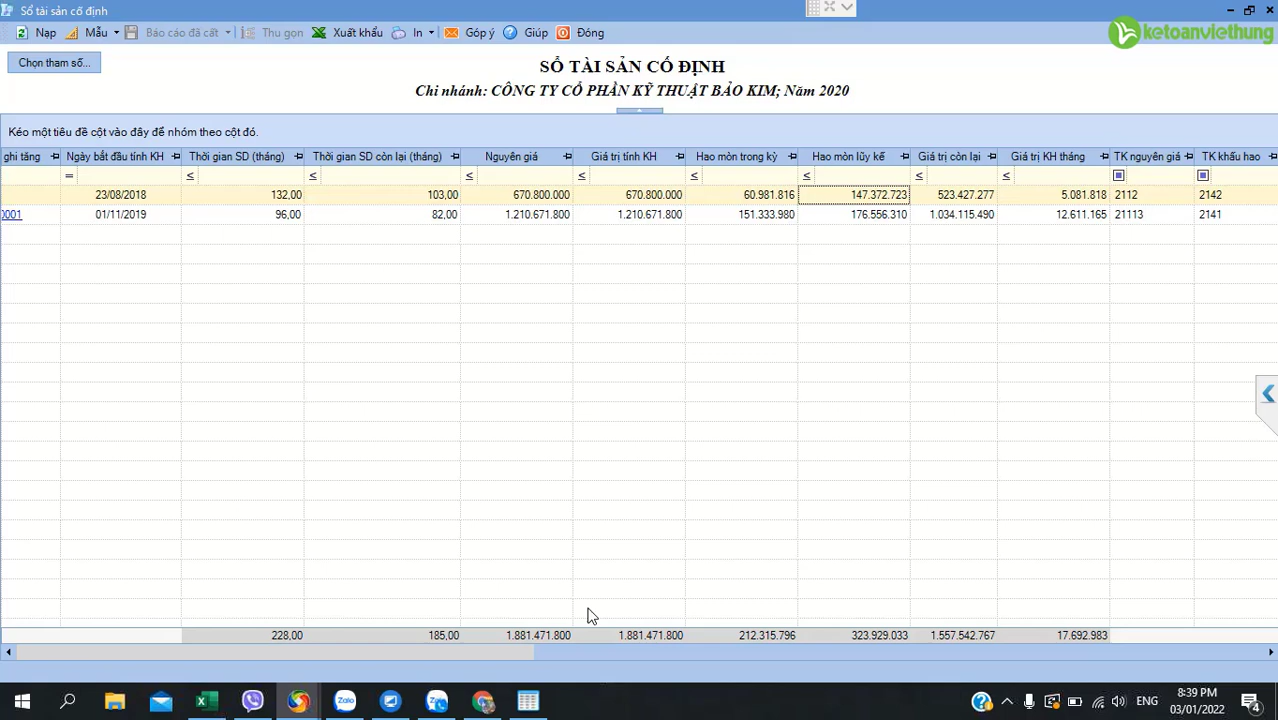 Sổ tài sản cố định
Nạp Mẫu Báo cáo đã cất Thu gọn Xuất khẩu In Góp ý Giúp Đóng
ketoanviethung
Chọn tham số...
SỔ TÀI SẢN CỐ ĐỊNH
Chi nhánh: CÔNG TY CỔ PHẦN KỸ THUẬT BẢO KIM; Năm 2020
Kéo một tiêu đề cột vào đây để nhóm theo cột đó.
ghi tăng Ngày bắt đầu tính KH Thời gian SD (tháng) Thời gian SD còn lại (tháng) Nguyên giá Giá trị tính KH Hao mòn trong kỳ Hao mòn lũy kế Giá trị còn lại Giá trị KH tháng TK nguyên giá TK khấu hao
= ≤ ≤ ≤ ≤ ≤ ≤ ≤ ≤
23/08/2018 132,00 103,00 670.800.000 670.800.000 60.981.816 147.372.723 523.427.277 5.081.818 2112 2142
0001 01/11/2019 96,00 82,00 1.210.671.800 1.210.671.800 151.333.980 176.556.310 1.034.115.490 12.611.165 21113 2141
228,00 185,00 1.881.471.800 1.881.471.800 212.315.796 323.929.033 1.557.542.767 17.692.983
ENG
8:39 PM
03/01/2022
4